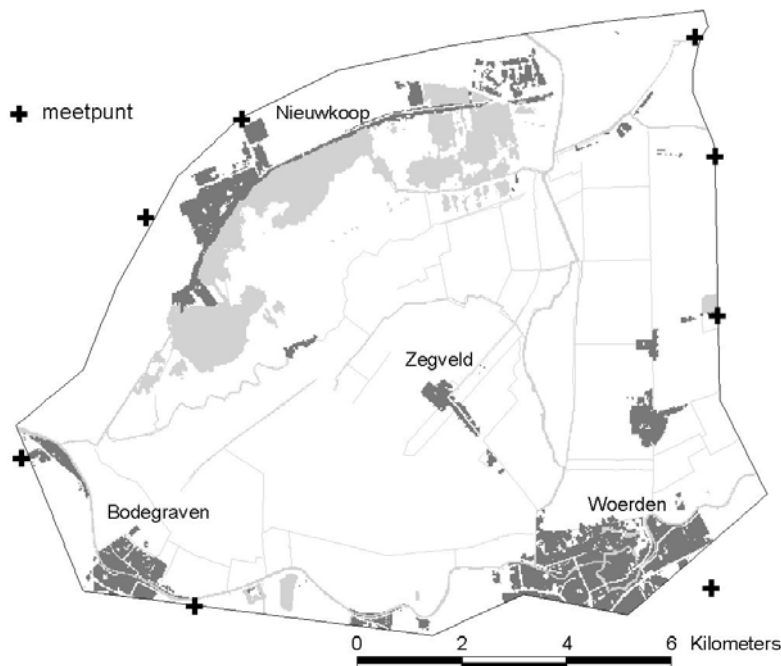 meetpunt
Nieuwkoop
Zegveld
Bodegraven
Woerden
0 2 4 6 Kilometers